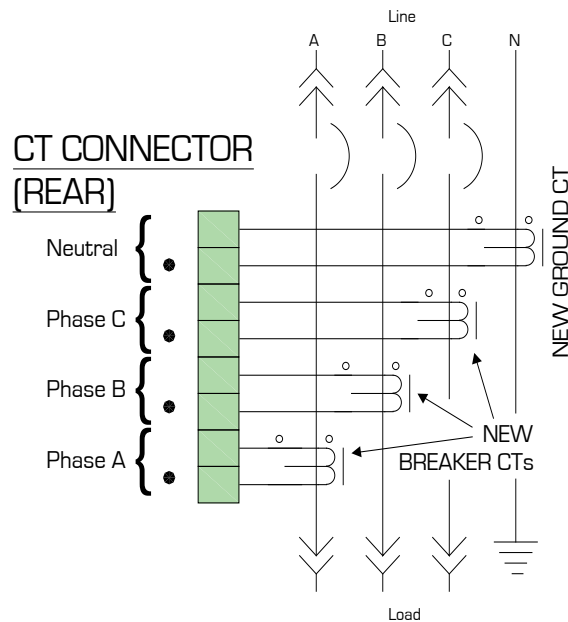 Line
A B C N
CT CONNECTOR
(REAR)
Neutral
Phase C
Phase B
Phase A
NEW GROUND CT
NEW
BREAKER CTs
Load